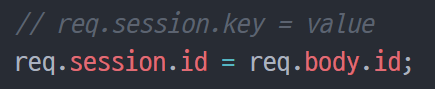 // req.session.key = value
req.session.id = req.body.id;